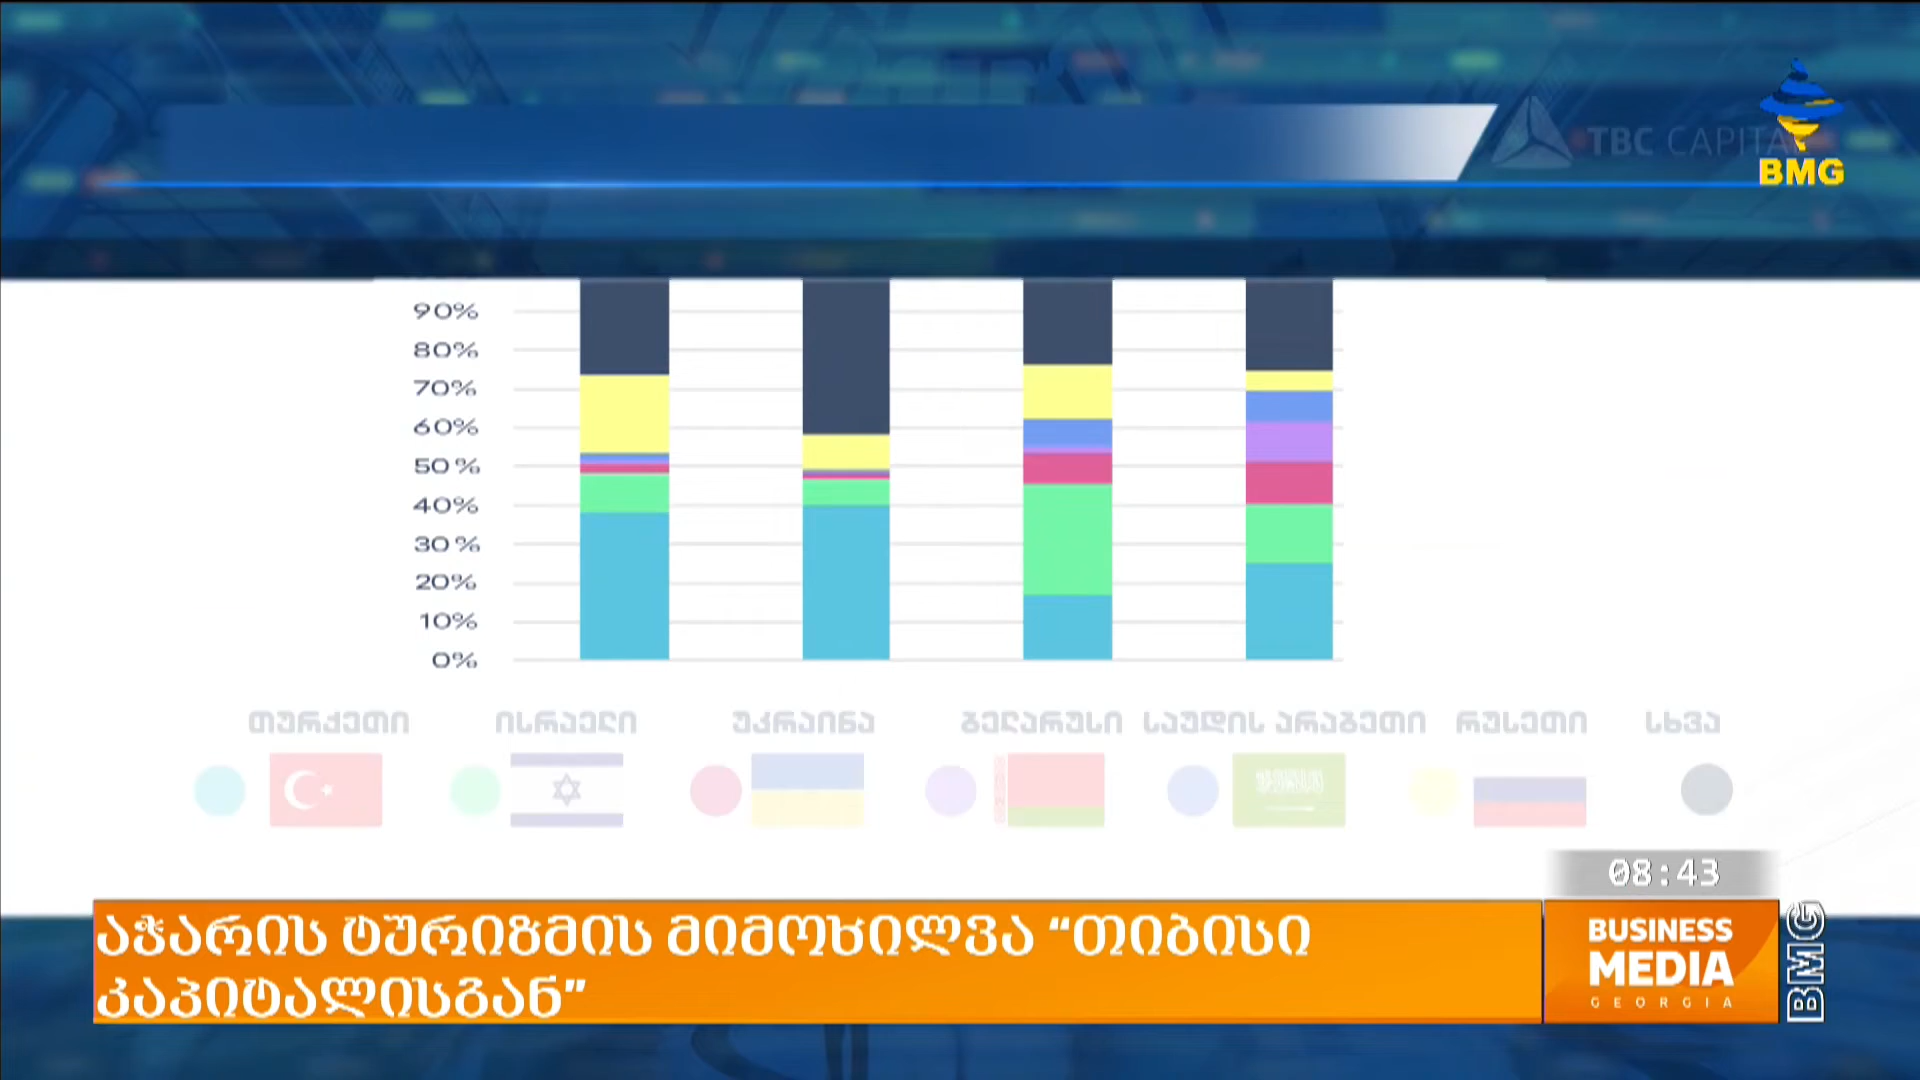 TBC CAPITAL
BMG
90%
80%
70%
60%
50%
40%
30%
20%
10%
0%
თურქეთი ისრაელი უკრაინა ბელარუსი საუდის არაბეთი რუსეთი სხვა
08:43
აჭარის ტურიზმის მიმოხილვა “თიბისი
კაპიტალისგან”
BUSINESS
MEDIA
GEORGIA
BMG